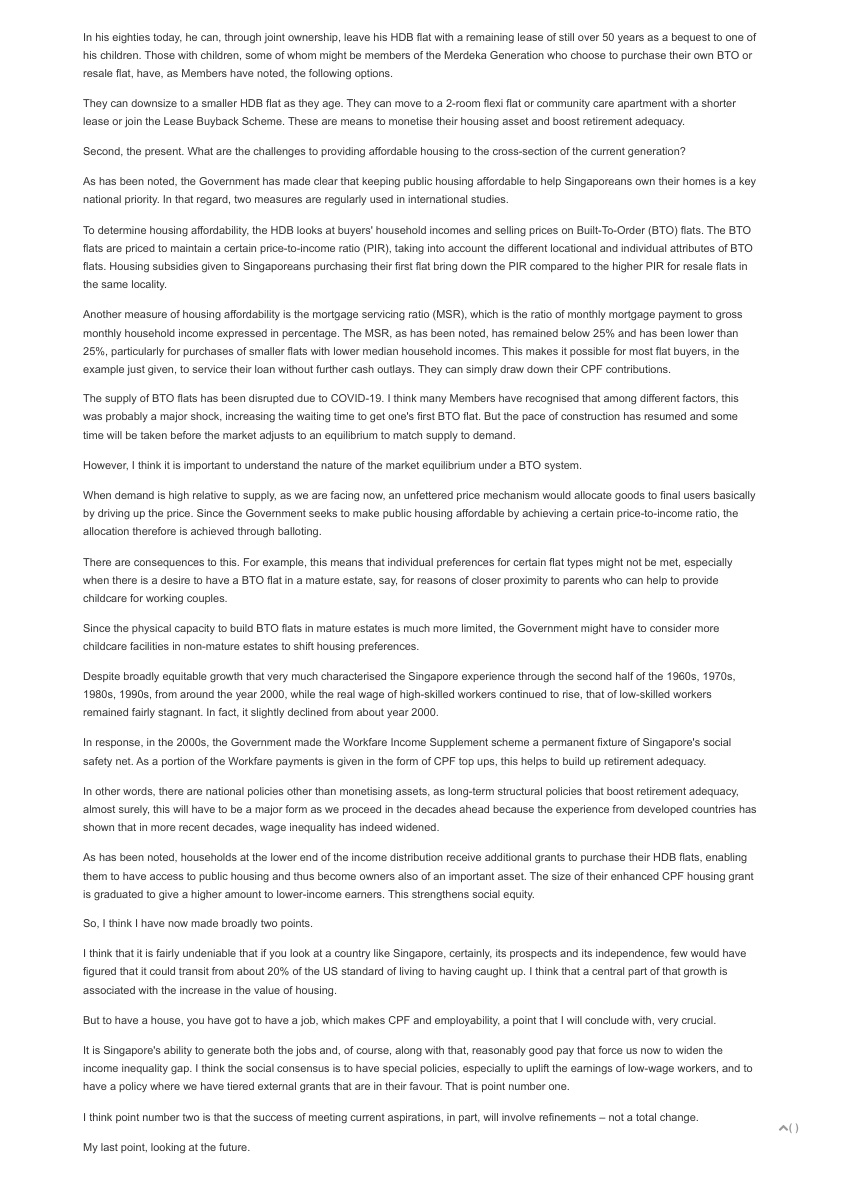 In his eighties today, he can, through joint ownership, leave his HDB flat with a remaining lease of still over 50 years as a bequest to one of
his children. Those with children, some of whom might be members of the Merdeka Generation who choose to purchase their own BTO or
resale flat, have, as Members have noted, the following options.
They can downsize to a smaller HDB flat as they age. They can move to a 2-room flexi flat or community care apartment with a shorter
lease or join the Lease Buyback Scheme. These are means to monetise their housing asset and boost retirement adequacy.
Second, the present. What are the challenges to providing affordable housing to the cross-section of the current generation?
As has been noted, the Government has made clear that keeping public housing affordable to help Singaporeans own their homes is a key
national priority. In that regard, two measures are regularly used in international studies.
To determine housing affordability, the HDB looks at buyers' household incomes and selling prices on Built-To-Order (BTO) flats. The BTO
flats are priced to maintain a certain price-to-income ratio (PIR), taking into account the different locational and individual attributes of BTO
flats. Housing subsidies given to Singaporeans purchasing their first flat bring down the PIR compared to the higher PIR for resale flats in
the same locality.
Another measure of housing affordability is the mortgage servicing ratio (MSR), which is the ratio of monthly mortgage payment to gross
monthly household income expressed in percentage. The MSR, as has been noted, has remained below 25% and has been lower than
25%, particularly for purchases of smaller flats with lower median household incomes. This makes it possible for most flat buyers, in the
example just given, to service their loan without further cash outlays. They can simply draw down their CPF contributions.
The supply of BTO flats has been disrupted due to COVID-19. I think many Members have recognised that among different factors, this
was probably a major shock, increasing the waiting time to get one's first BTO flat. But the pace of construction has resumed and some
time will be taken before the market adjusts to an equilibrium to match supply to demand.
However, I think it is important to understand the nature of the market equilibrium under a BTO system.
When demand is high relative to supply, as we are facing now, an unfettered price mechanism would allocate goods to final users basically
by driving up the price. Since the Government seeks to make public housing affordable by achieving a certain price-to-income ratio, the
allocation therefore is achieved through balloting.
There are consequences to this. For example, this means that individual preferences for certain flat types might not be met, especially
when there is a desire to have a BTO flat in a mature estate, say, for reasons of closer proximity to parents who can help to provide
childcare for working couples.
Since the physical capacity to build BTO flats in mature estates is much more limited, the Government might have to consider more
childcare facilities in non-mature estates to shift housing preferences.
Despite broadly equitable growth that very much characterised the Singapore experience through the second half of the 1960s, 1970s,
1980s, 1990s, from around the year 2000, while the real wage of high-skilled workers continued to rise, that of low-skilled workers
remained fairly stagnant. In fact, it slightly declined from about year 2000.
In response, in the 2000s, the Government made the Workfare Income Supplement scheme a permanent fixture of Singapore's social
safety net. As a portion of the Workfare payments is given in the form of CPF top ups, this helps to build up retirement adequacy.
In other words, there are national policies other than monetising assets, as long-term structural policies that boost retirement adequacy,
almost surely, this will have to be a major form as we proceed in the decades ahead because the experience from developed countries has
shown that in more recent decades, wage inequality has indeed widened.
As has been noted, households at the lower end of the income distribution receive additional grants to purchase their HDB flats, enabling
them to have access to public housing and thus become owners also of an important asset. The size of their enhanced CPF housing grant
is graduated to give a higher amount to lower-income earners. This strengthens social equity.
So, I think I have now made broadly two points.
I think that it is fairly undeniable that if you look at a country like Singapore, certainly, its prospects and its independence, few would have
figured that it could transit from about 20% of the US standard of living to having caught up. I think that a central part of that growth is
associated with the increase in the value of housing.
But to have a house, you have got to have a job, which makes CPF and employability, a point that I will conclude with, very crucial.
It is Singapore's ability to generate both the jobs and, of course, along with that, reasonably good pay that force us now to widen the
income inequality gap. I think the social consensus is to have special policies, especially to uplift the earnings of low-wage workers, and to
have a policy where we have tiered external grants that are in their favour. That is point number one.
I think point number two is that the success of meeting current aspirations, in part, will involve refinements – not a total change.
( )
My last point, looking at the future.